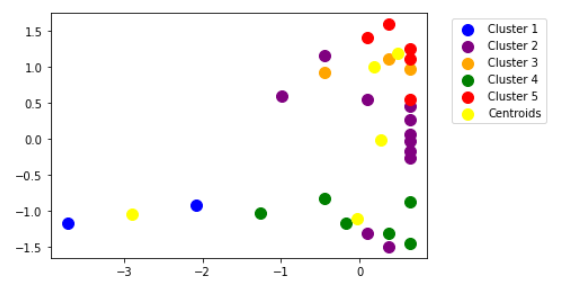 1.5
1.0
0.5
0.0
−0.5
−1.0
−1.5
−3
−2
−1
0
Cluster 1
Cluster 2
Cluster 3
Cluster 4
Cluster 5
Centroids